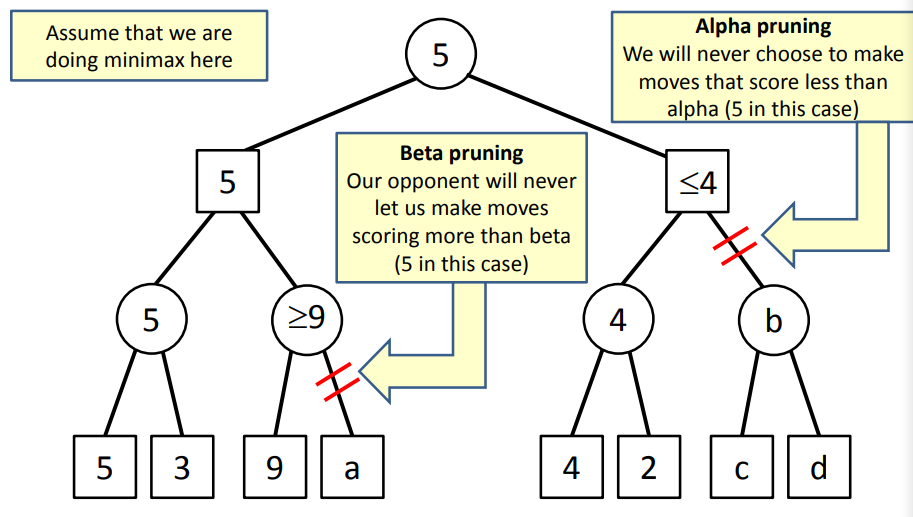 Assume that we are
doing minimax here
5
Alpha pruning
We will never choose to make
moves that score less than
alpha (5 in this case)
5
Beta pruning
Our opponent will never
let us make moves
scoring more than beta
(5 in this case)
≤4
5
≥9
4
b
5
3
9
a
4
2
c
d